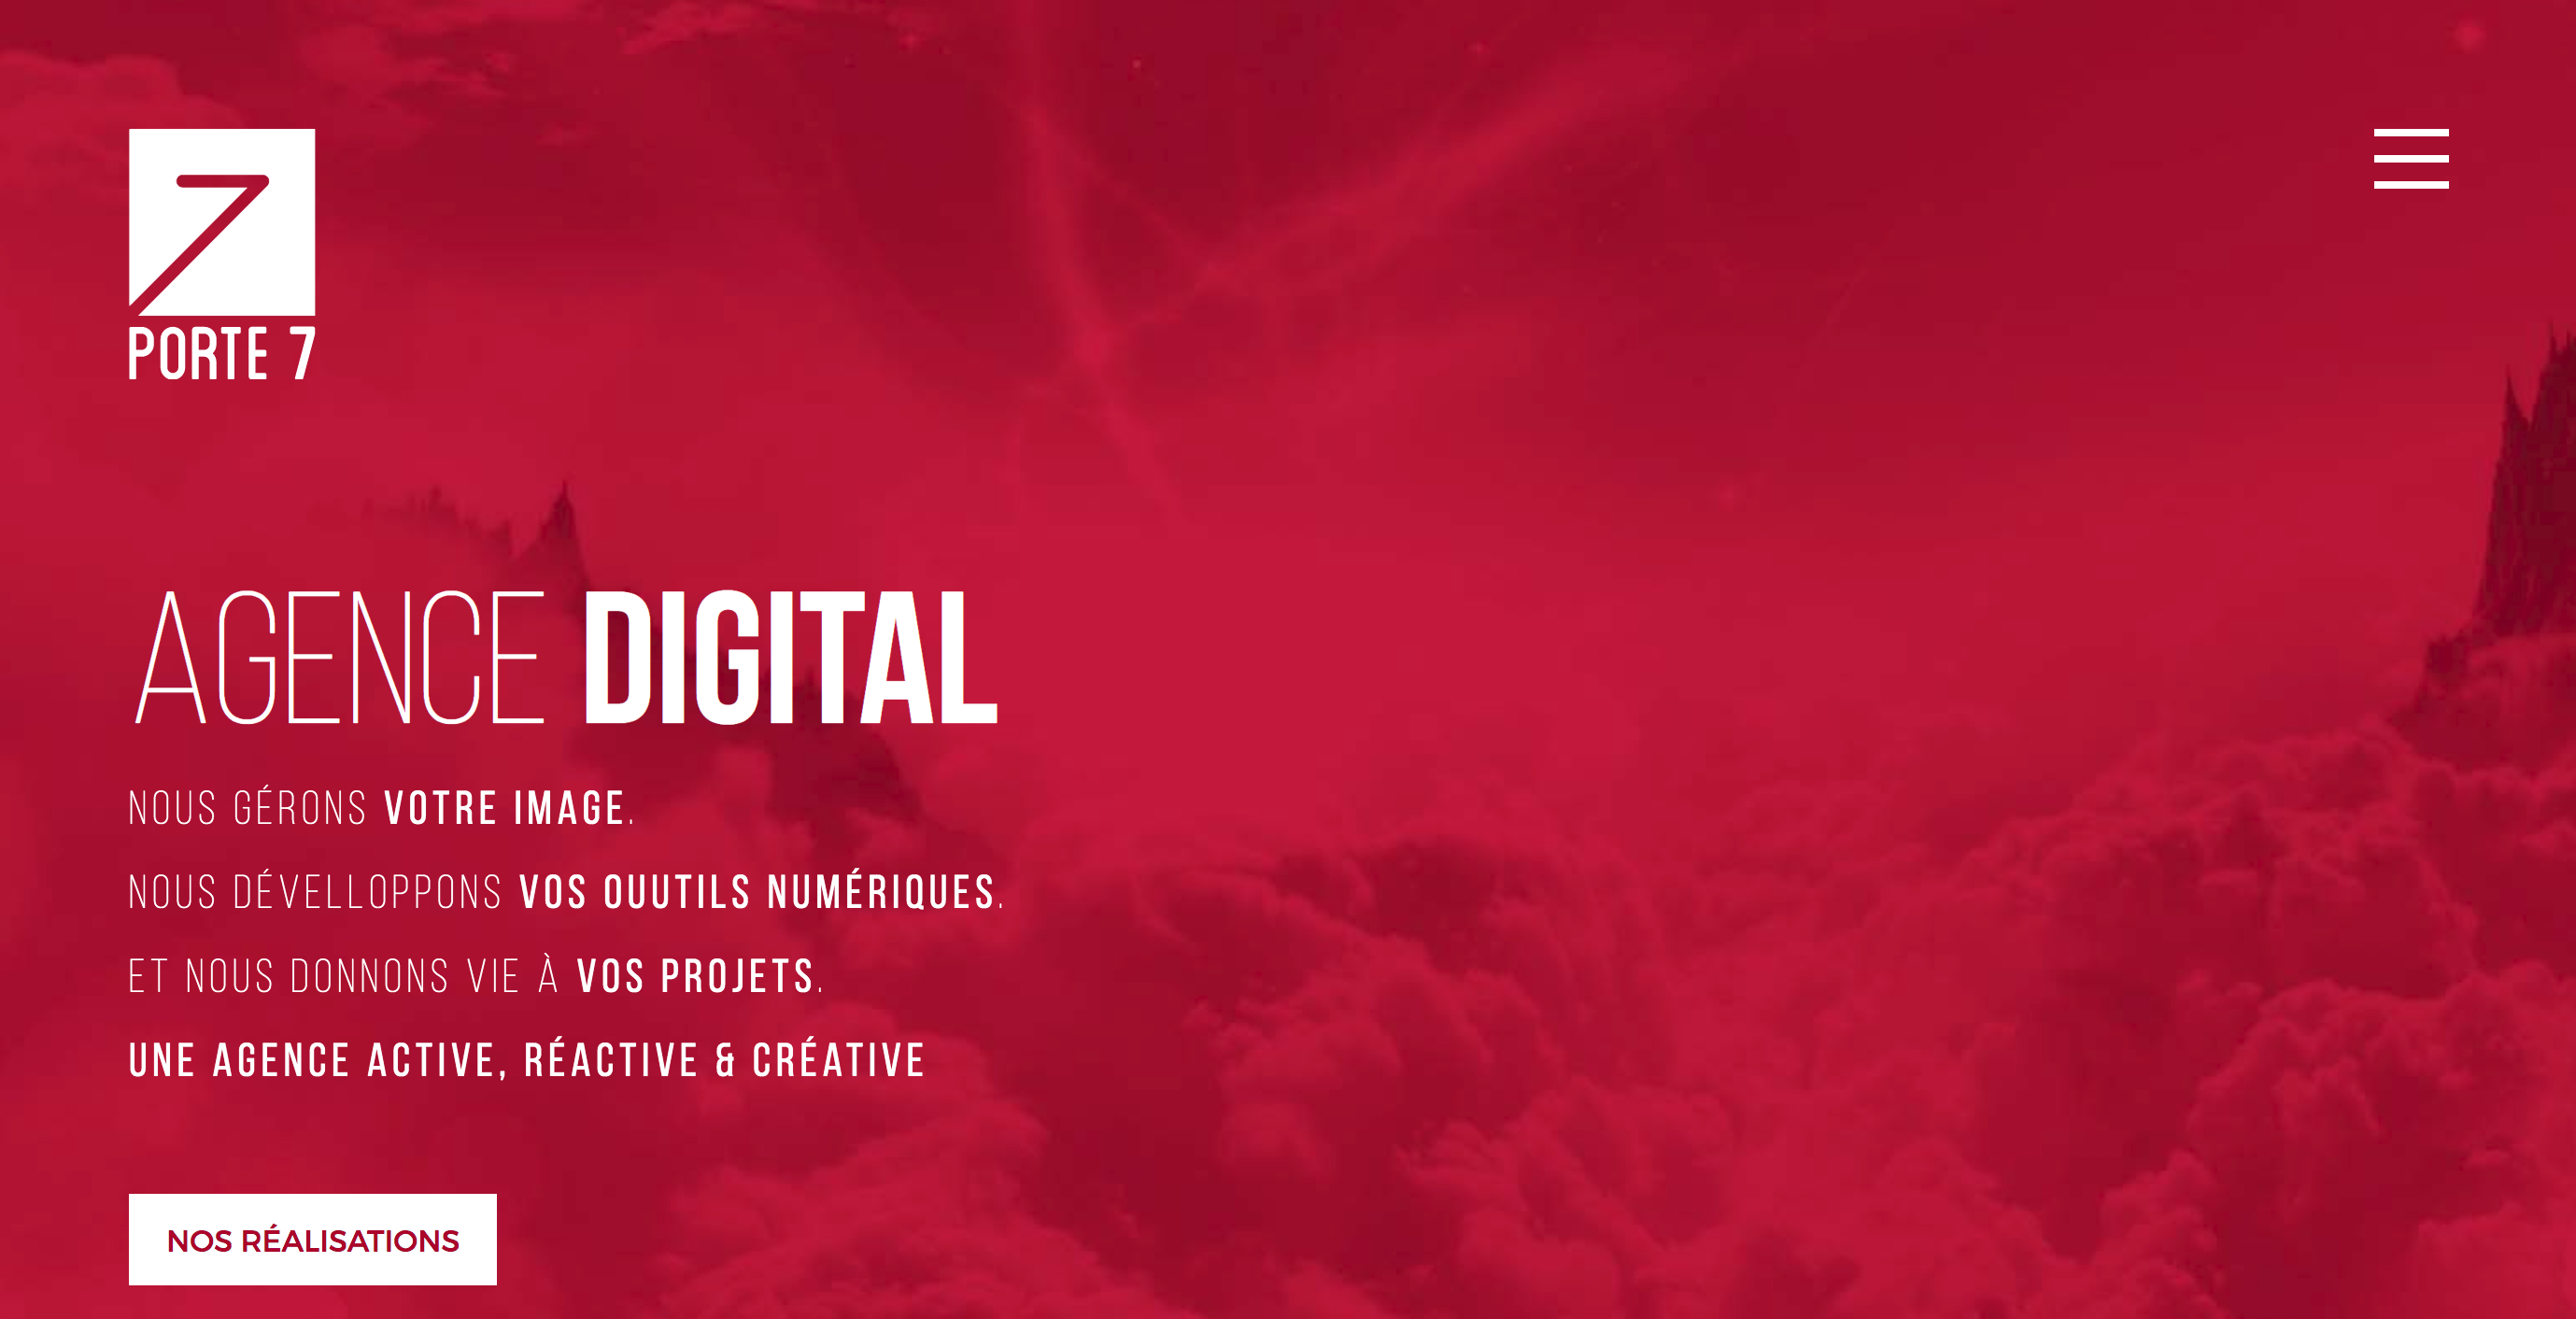 7
PORTE 7
AGENCE DIGITAL
NOUS GÉRONS VOTRE IMAGE.
NOUS DÉVELLOPPONS VOS OUUTILS NUMÉRIQUES.
ET NOUS DONNONS VIE À VOS PROJETS.
UNE AGENCE ACTIVE, RÉACTIVE & CRÉATIVE
NOS RÉALISATIONS